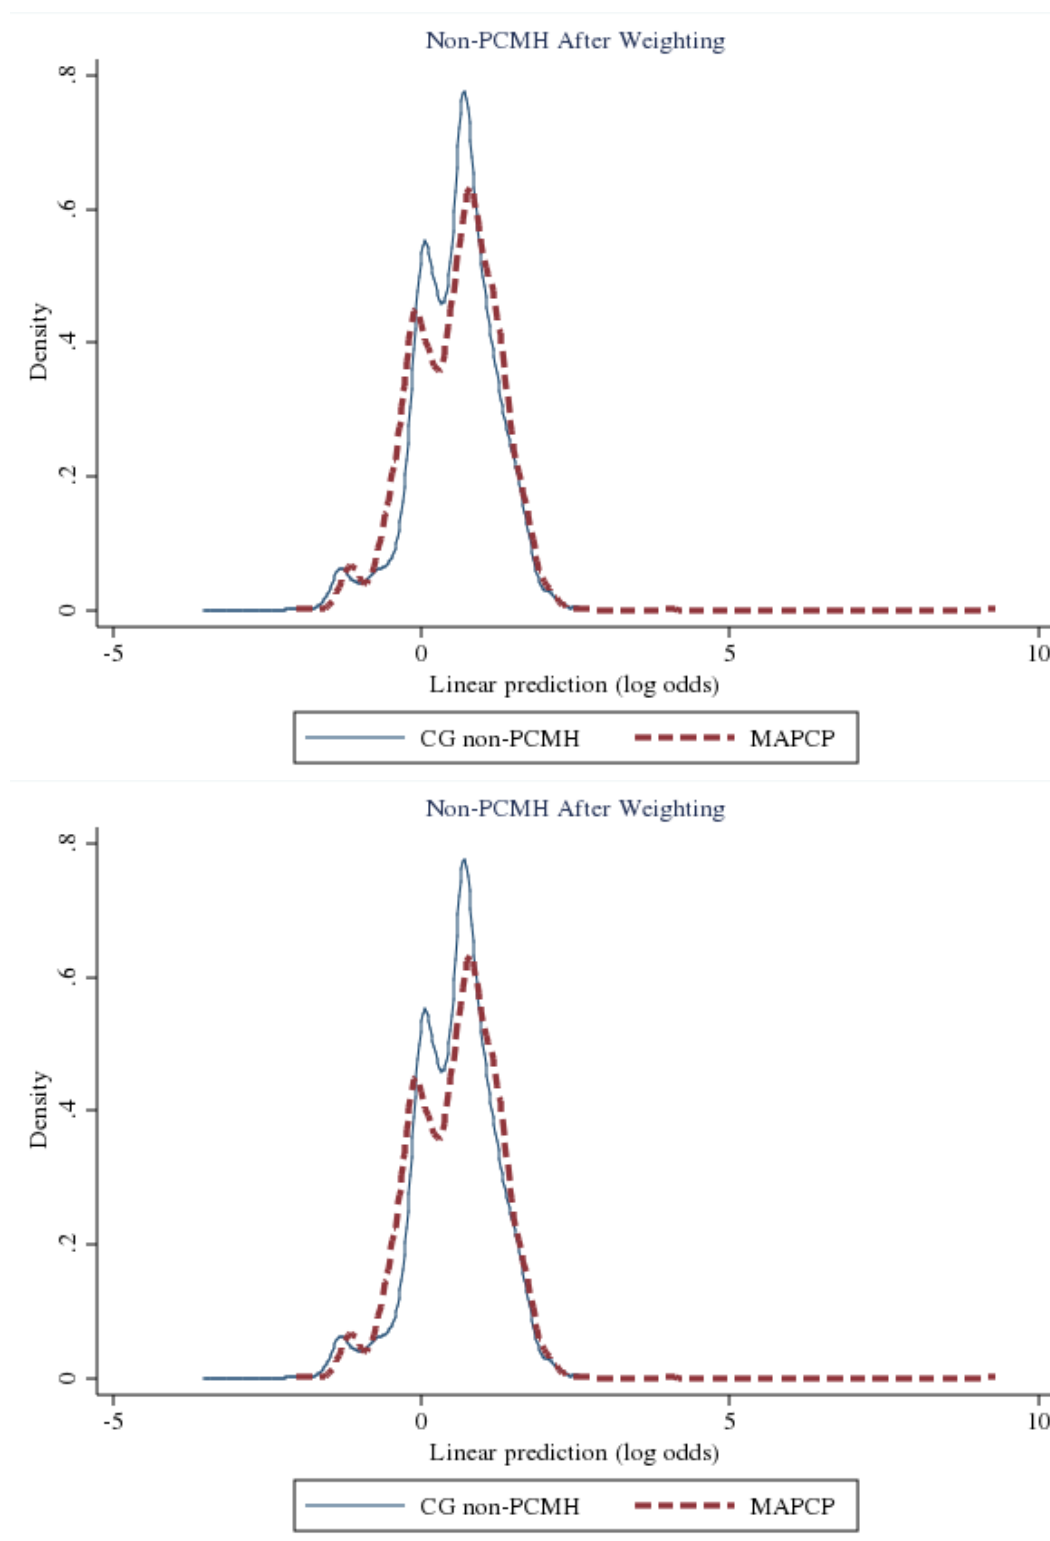 Non-PCMH After Weighting
.8
.6
.4
.2
0
Density
-5 0 5 10
Linear prediction (log odds)
CG non-PCMH MAPCP
Non-PCMH After Weighting
.8
.6
.4
.2
0
Density
-5 0 5 10
Linear prediction (log odds)
CG non-PCMH MAPCP